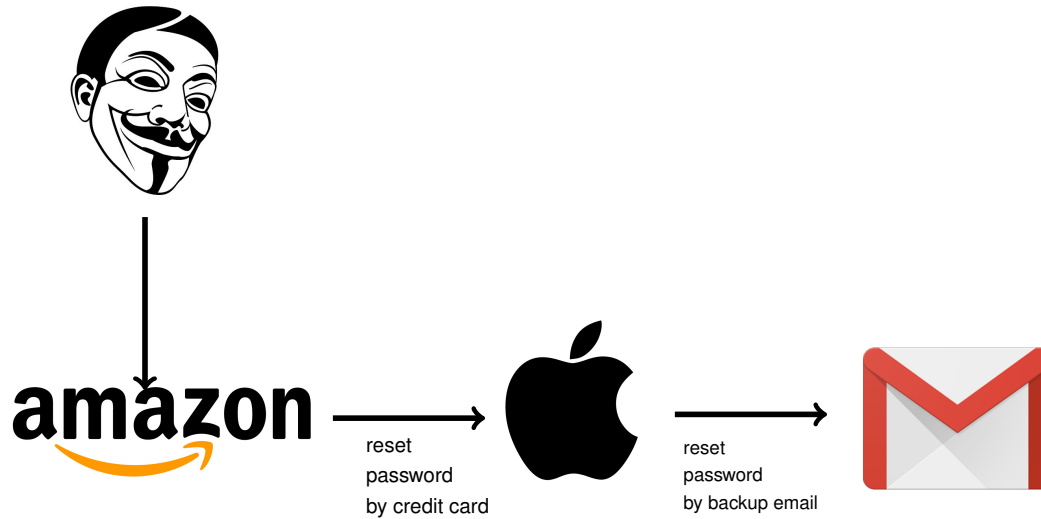 amazon
reset
password
by credit card
reset
password
by backup email